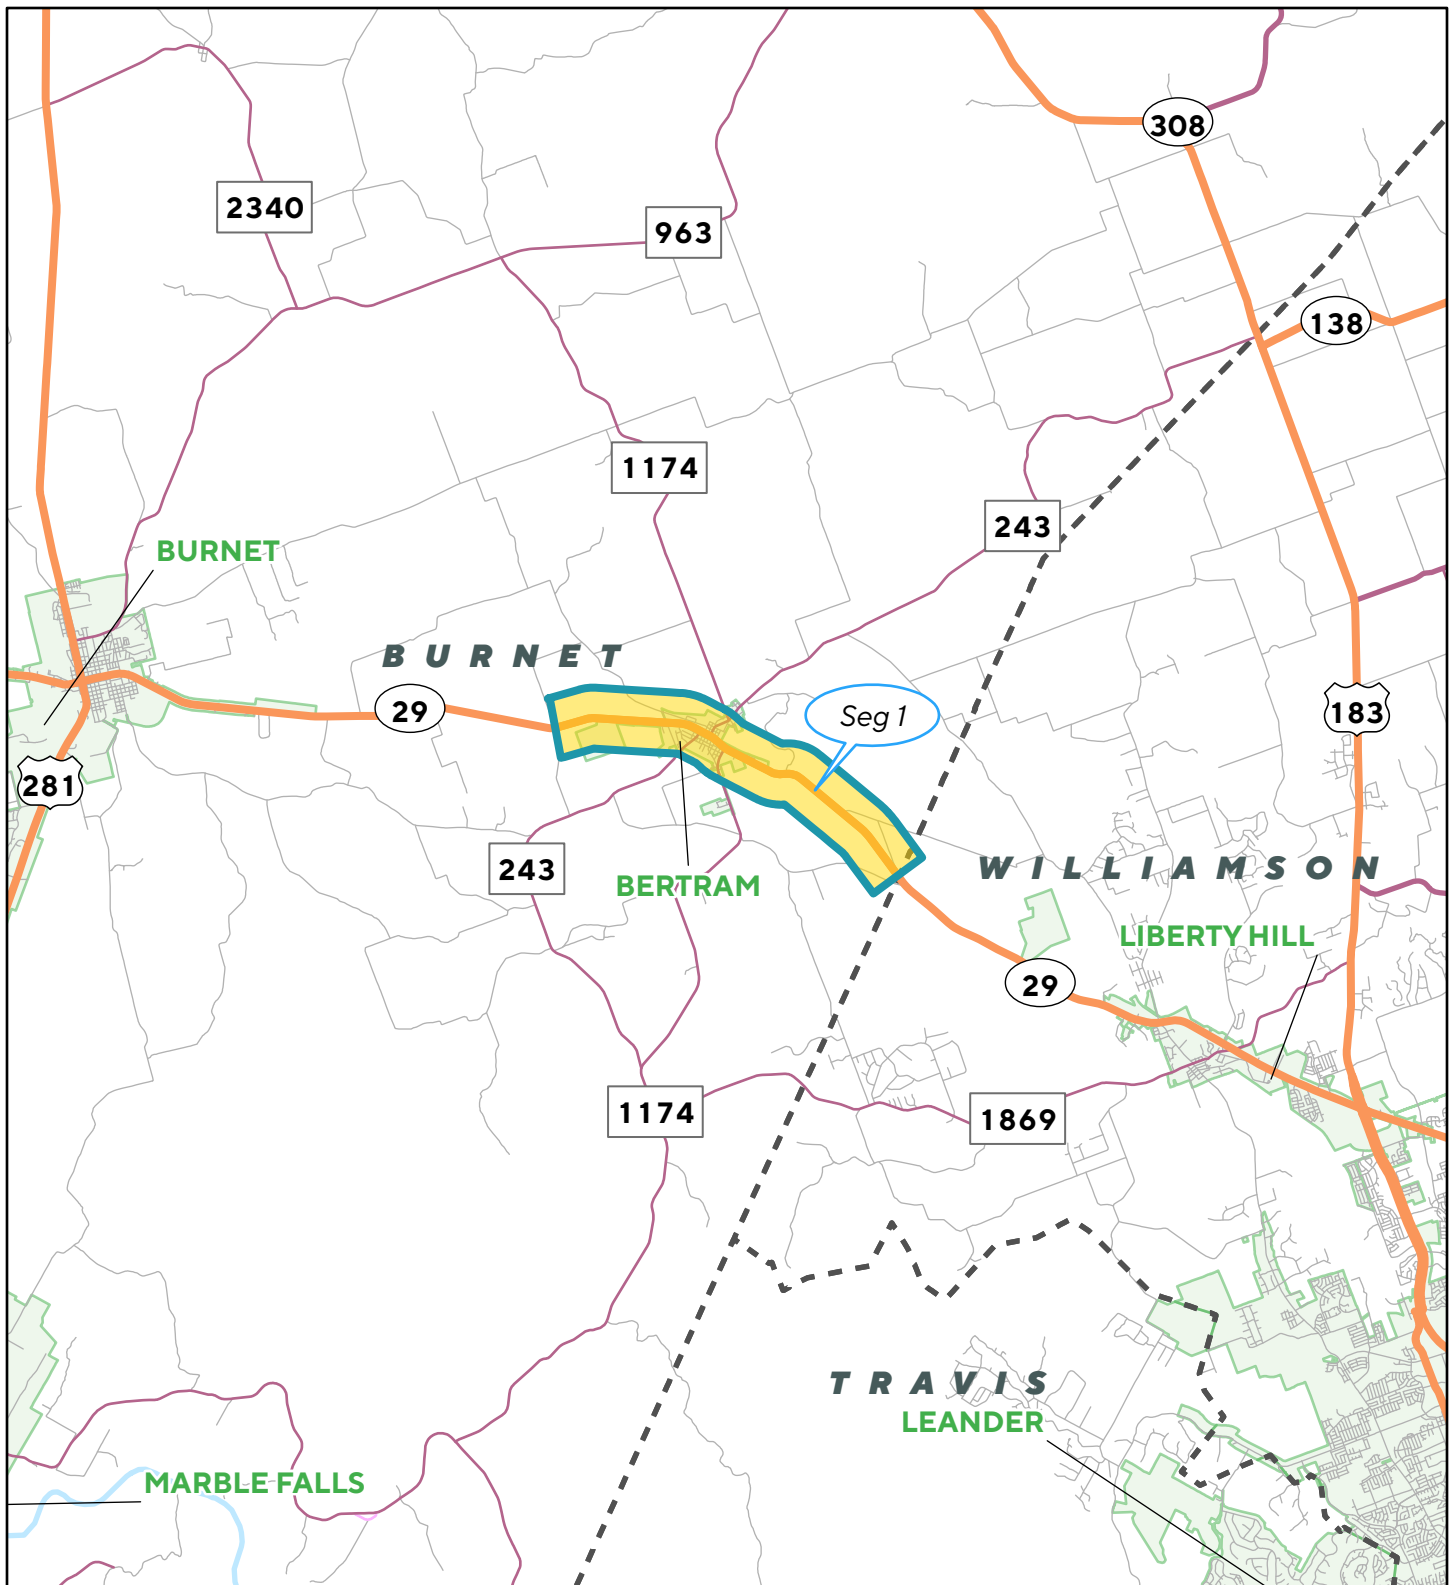 308
2340
963
138
1174
243
BURNET
BURNET
29
Seg 1
183
281
243
BERTRAM
WILLIAMSON
LIBERTY HILL
29
1174
1869
TRAVIS
LEANDER
MARBLE FALLS